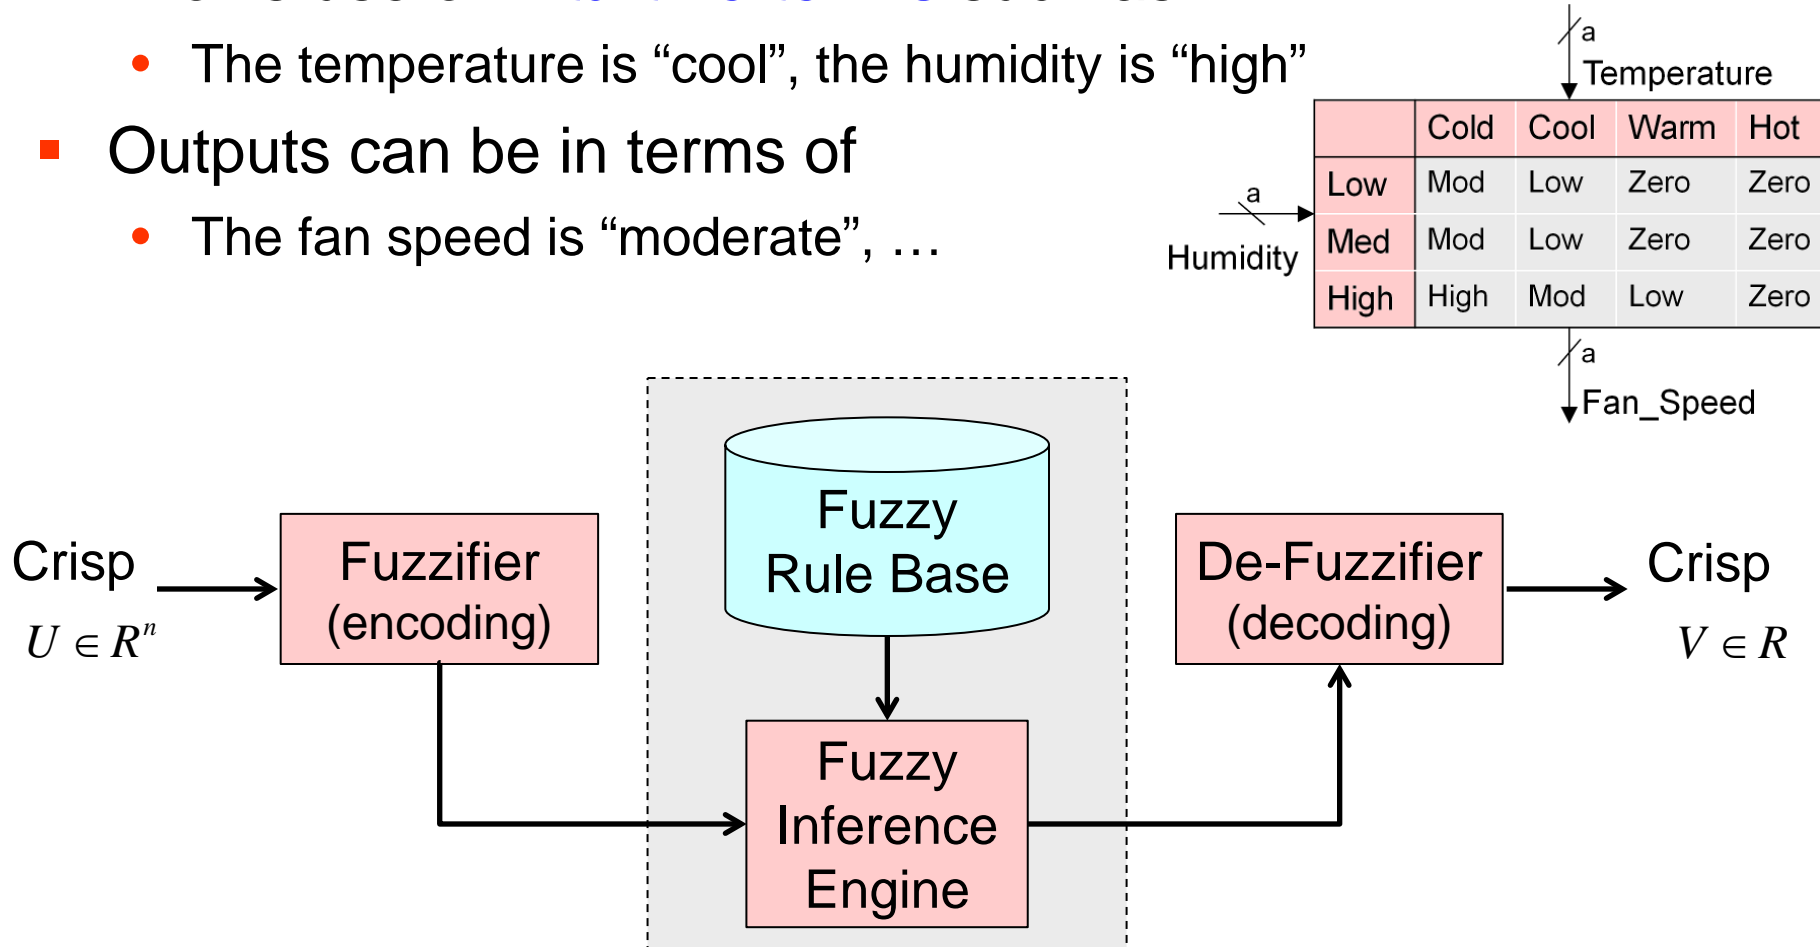 • The temperature is “cool”, the humidity is “high”
▪ Outputs can be in terms of
• The fan speed is “moderate”, …
a
Temperature
Cold Cool Warm Hot
Low Mod Low Zero Zero
Med Mod Low Zero Zero
High High Mod Low Zero
a
Humidity
a
Fan_Speed
Crisp
U ∈ Rⁿ
Fuzzifier
(encoding)
Fuzzy
Rule Base
Fuzzy
Inference
Engine
De-Fuzzifier
(decoding)
Crisp
V ∈ R